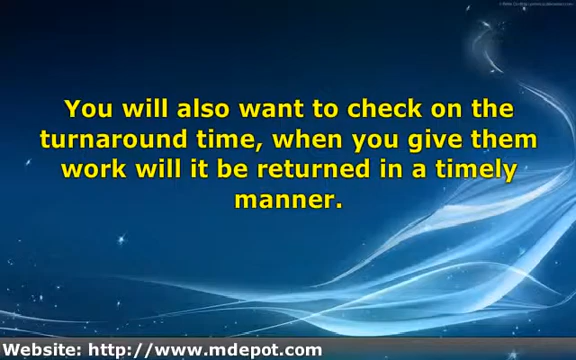 You will also want to check on the
turnaround time, when you give them
work will it be returned in a timely
manner.
Website: http://www.mdepot.com